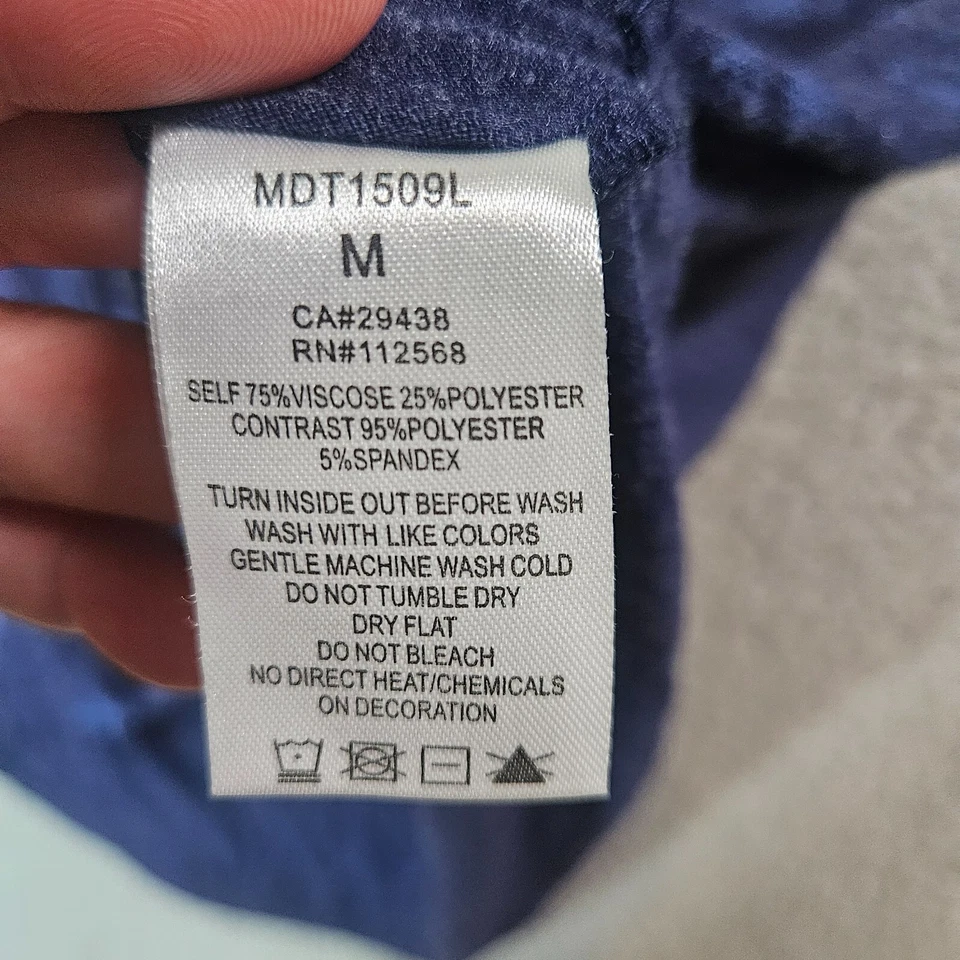 MDT1509L
M
CA#29438
RN#112568
SELF 75%VISCOSE 25%POLYESTER
CONTRAST 95%POLYESTER
5%SPANDEX
TURN INSIDE OUT BEFORE WASH
WASH WITH LIKE COLORS
GENTLE MACHINE WASH COLD
DO NOT TUMBLE DRY
DRY FLAT
DO NOT BLEACH
NO DIRECT HEAT/CHEMICALS
ON DECORATION